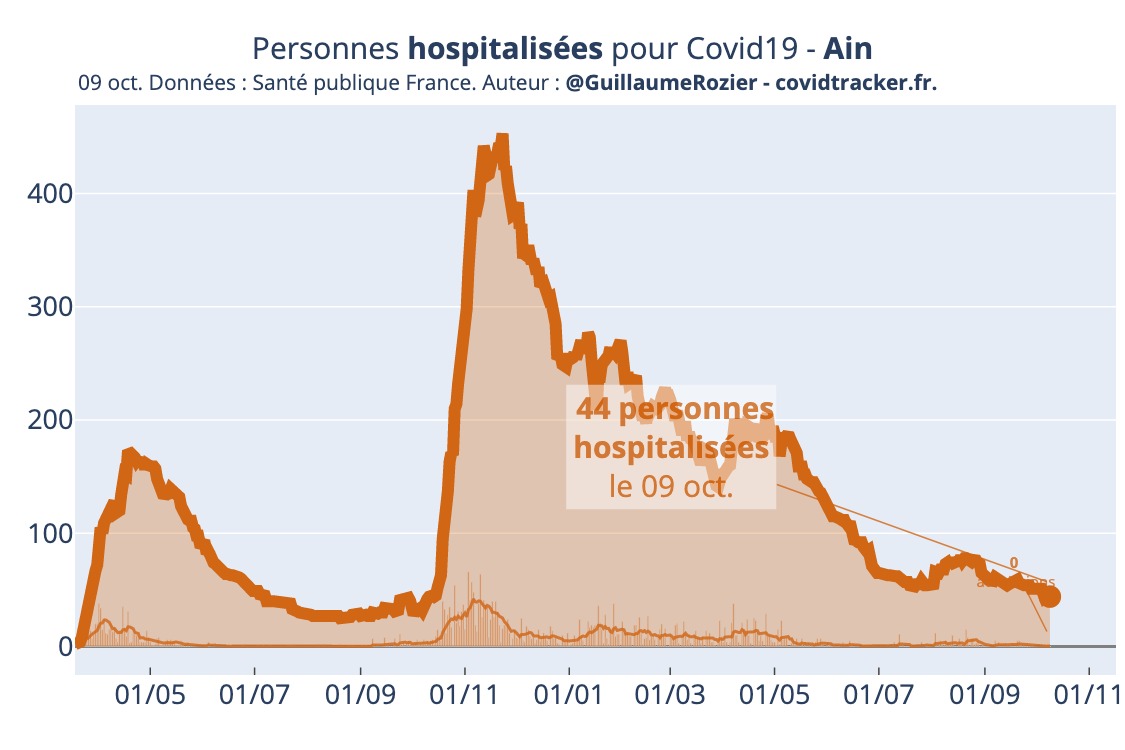 Personnes hospitalisées pour Covid19 - Ain
09 oct. Données : Santé publique France. Auteur : @GuillaumeRozier - covidtracker.fr.
400
300
200
100
0
44 personnes
hospitalisées
le 09 oct.
0
01/05 01/07 01/09 01/11 01/01 01/03 01/05 01/07 01/09 01/11